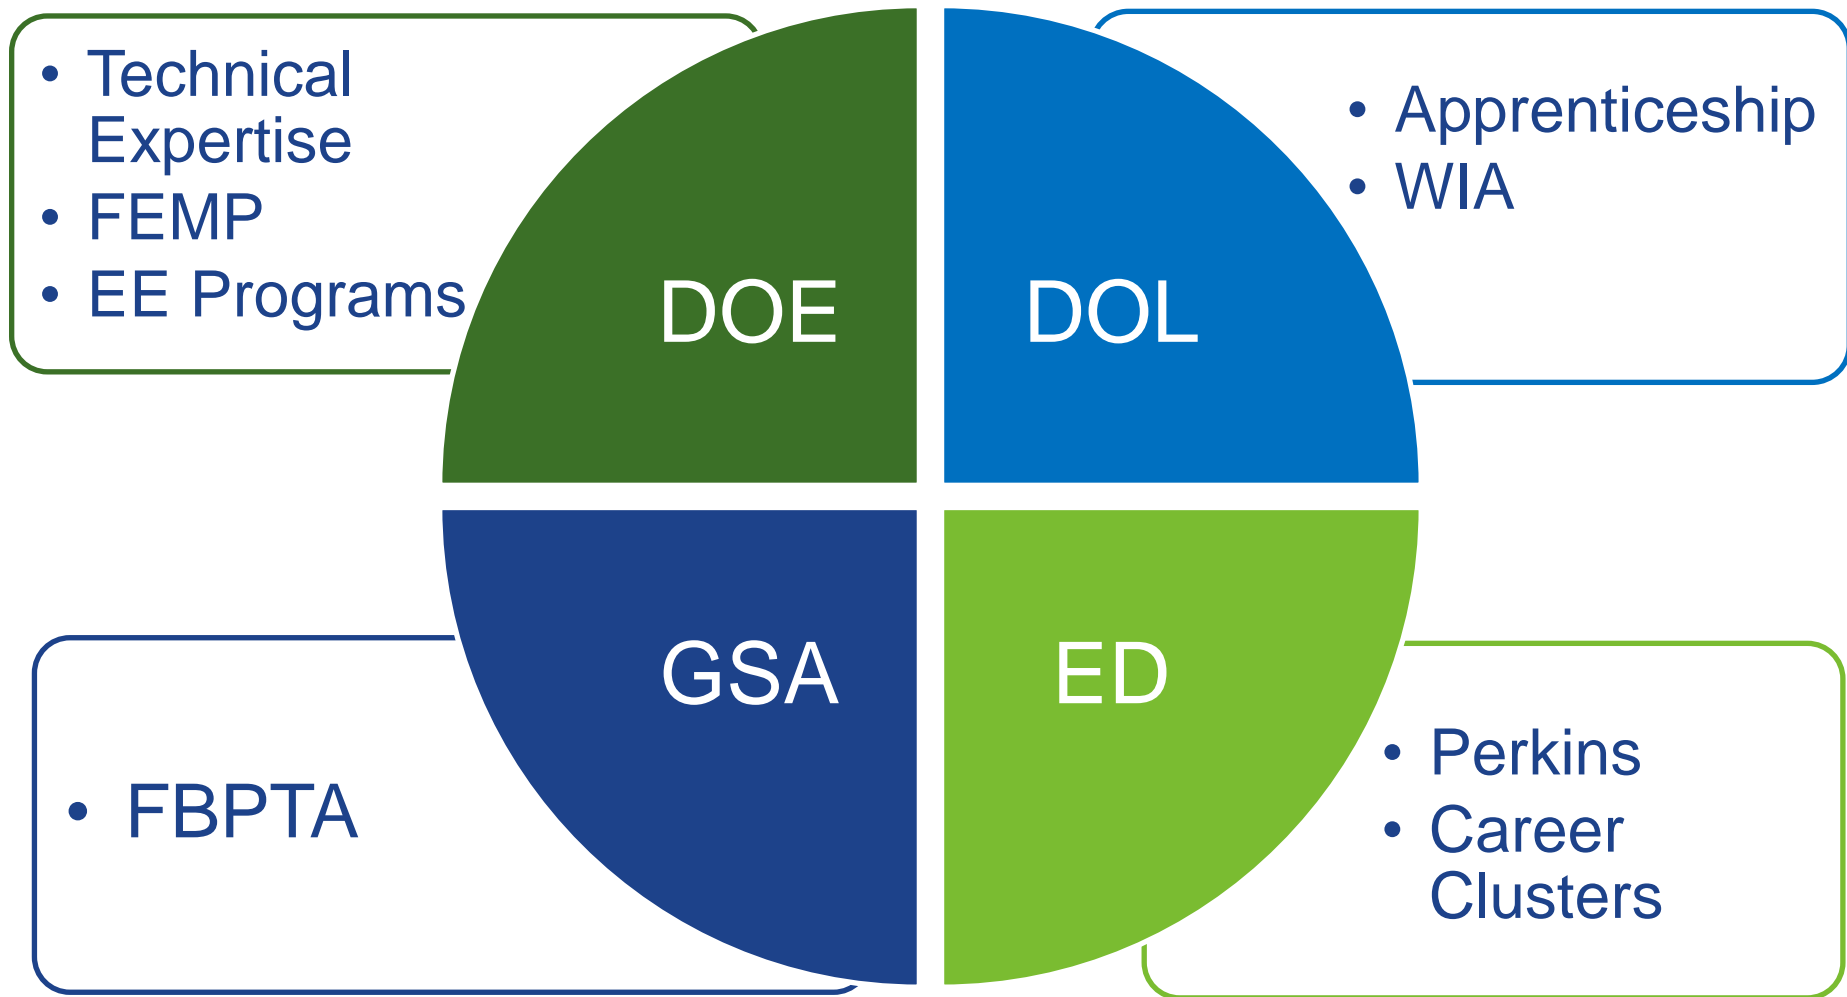 • Technical
Expertise
• FEMP
• EE Programs
DOE
DOL
• Apprenticeship
• WIA
GSA
• FBPTA
ED
• Perkins
• Career
Clusters